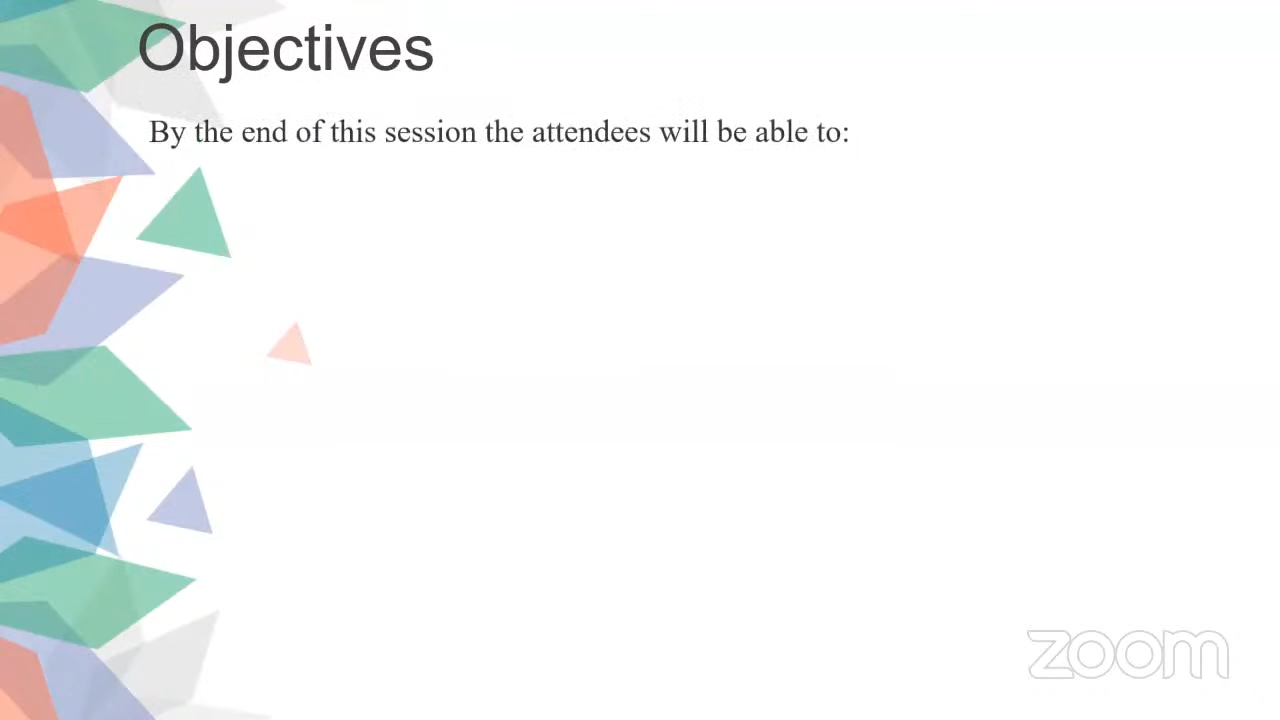 Objectives
By the end of this session the attendees will be able to:
zoom